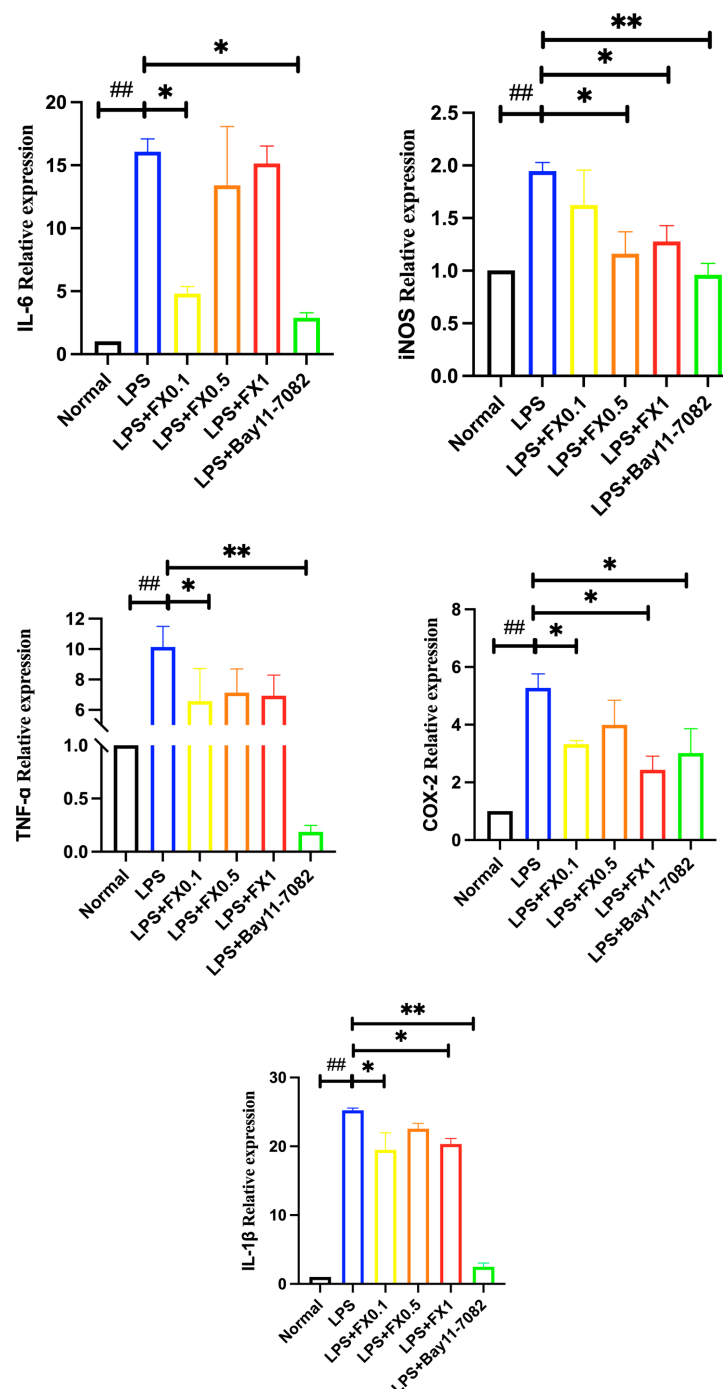 *
## *
20
15
10
5
0
IL-6 Relative expression
Normal
LPS
LPS+FX0.1
LPS+FX0.5
LPS+FX1
LPS+Bay11-7082
**
*
## *
2.5
2.0
1.5
1.0
0.5
0.0
iNOS Relative expression
Normal
LPS
LPS+FX0.1
LPS+FX0.5
LPS+FX1
LPS+Bay11-7082
**
## *
12
10
8
6
1.0
0.5
0.0
TNF-α Relative expression
Normal
LPS
LPS+FX0.1
LPS+FX0.5
LPS+FX1
LPS+Bay11-7082
*
*
## *
8
6
4
2
0
COX-2 Relative expression
Normal
LPS
LPS+FX0.1
LPS+FX0.5
LPS+FX1
LPS+Bay11-7082
**
*
## *
30
20
10
0
IL-1β Relative expression
Normal
LPS
LPS+FX0.1
LPS+FX0.5
LPS+FX1
LPS+Bay11-7082